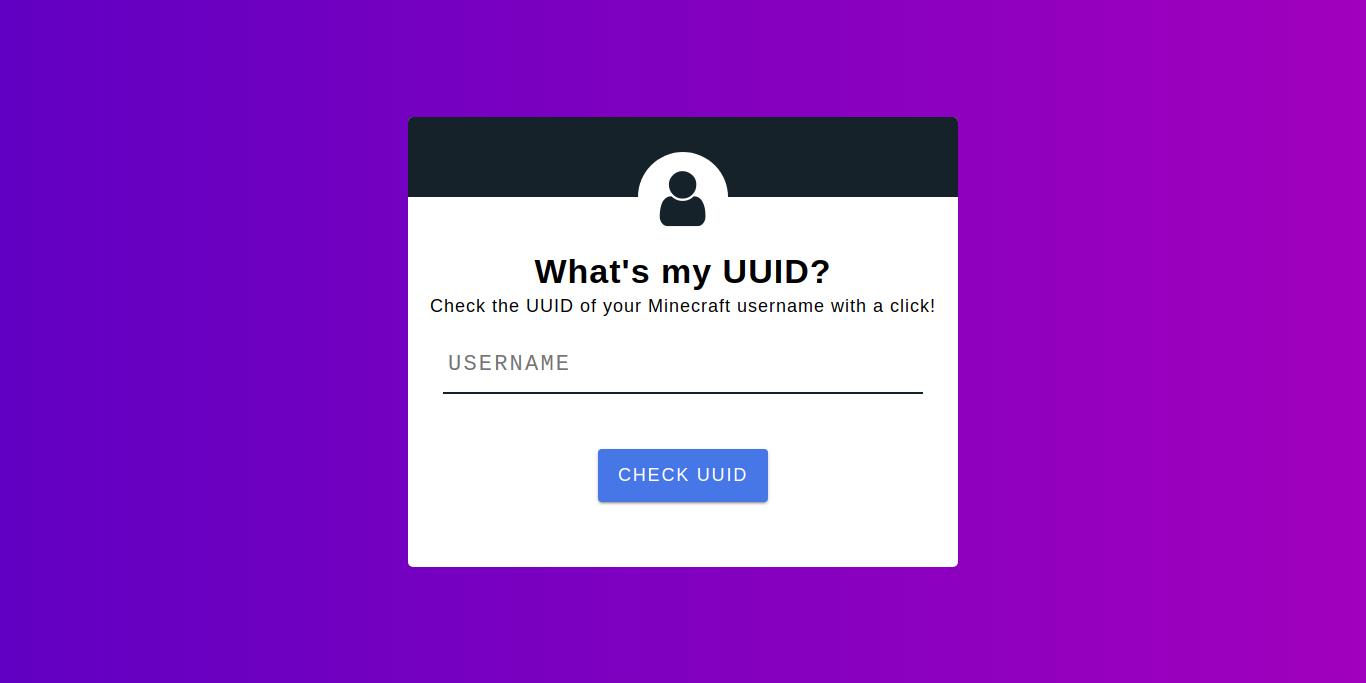 What's my UUID?
Check the UUID of your Minecraft username with a click!
USERNAME
CHECK UUID